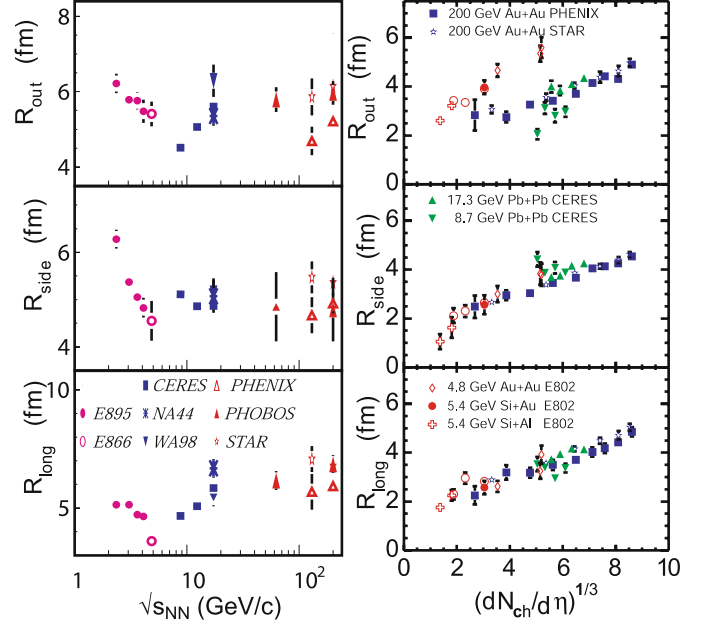 8
6
4
R_out (fm)
6
4
R_side (fm)
10
5
R_long (fm)
CERES
NA44
WA98
PHENIX
PHOBOS
STAR
E895
E866
1 10 10^2
√s_NN (GeV/c)
200 GeV Au+Au PHENIX
200 GeV Au+Au STAR
6
4
2
0
R_out (fm)
17.3 GeV Pb+Pb CERES
8.7 GeV Pb+Pb CERES
6
4
2
0
R_side (fm)
4.8 GeV Au+Au E802
5.4 GeV Si+Au E802
5.4 GeV Si+Al E802
6
4
2
0
R_long (fm)
0 2 4 6 8 10
(dN_ch/dη)^1/3